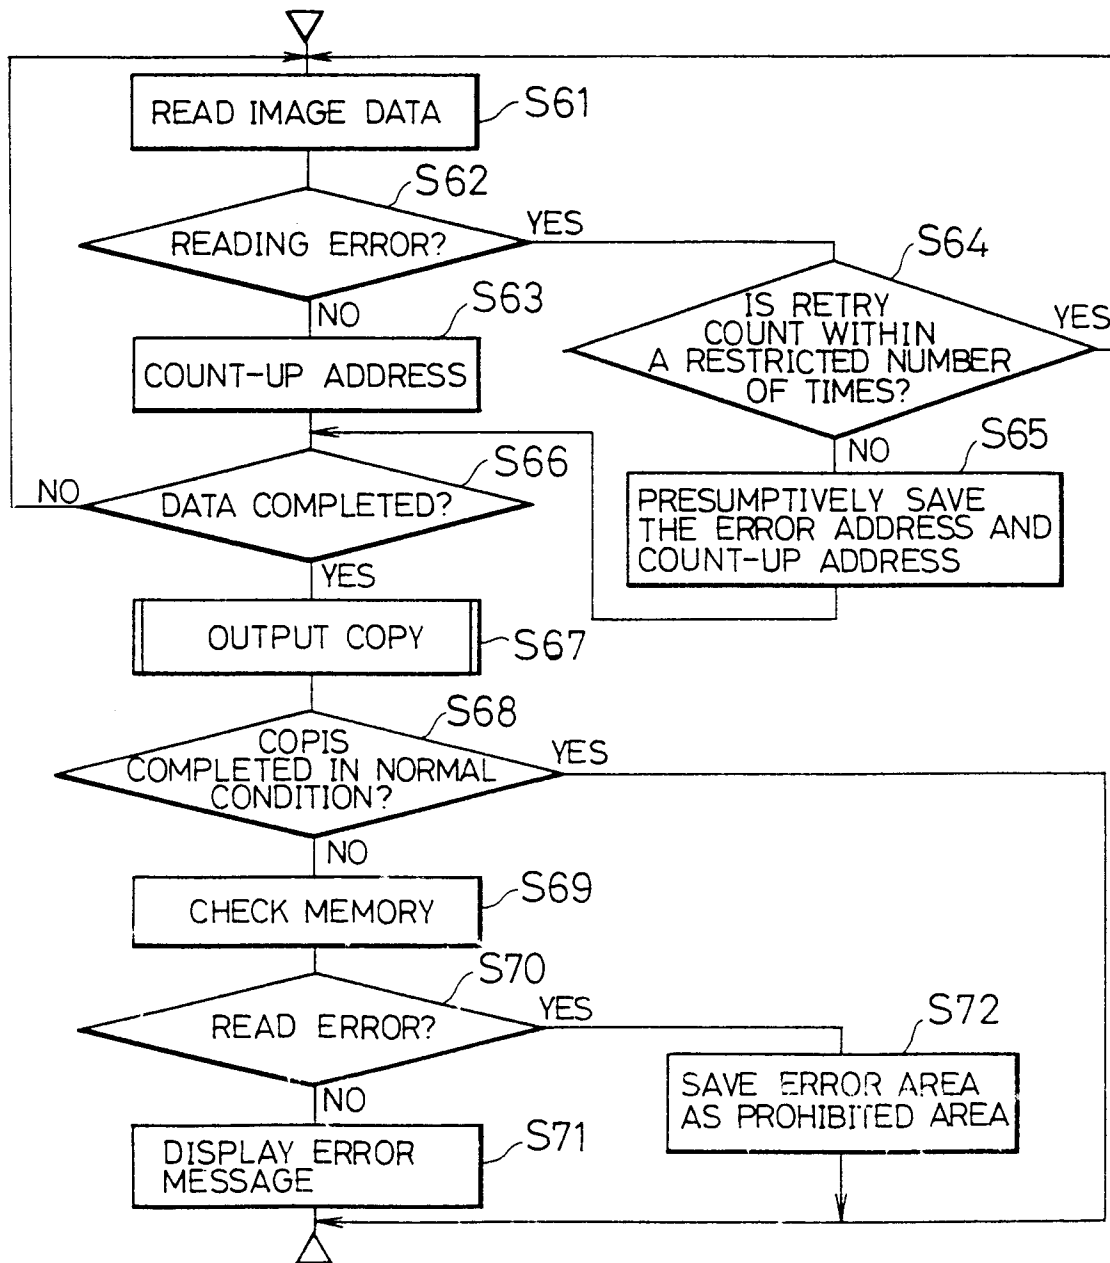 READ IMAGE DATA
S61
S62
READING ERROR?
YES
NO
S63
COUNT-UP ADDRESS
S64
IS RETRY
COUNT WITHIN
A RESTRICTED NUMBER
OF TIMES?
YES
NO
S65
PRESUMPTIVELY SAVE
THE ERROR ADDRESS AND
COUNT-UP ADDRESS
S66
DATA COMPLETED?
NO
YES
OUTPUT COPY
S67
S68
COPIS
COMPLETED IN NORMAL
CONDITION?
YES
NO
S69
CHECK MEMORY
S70
READ ERROR?
YES
NO
S72
SAVE ERROR AREA
AS PROHIBITED AREA
S71
DISPLAY ERROR
MESSAGE